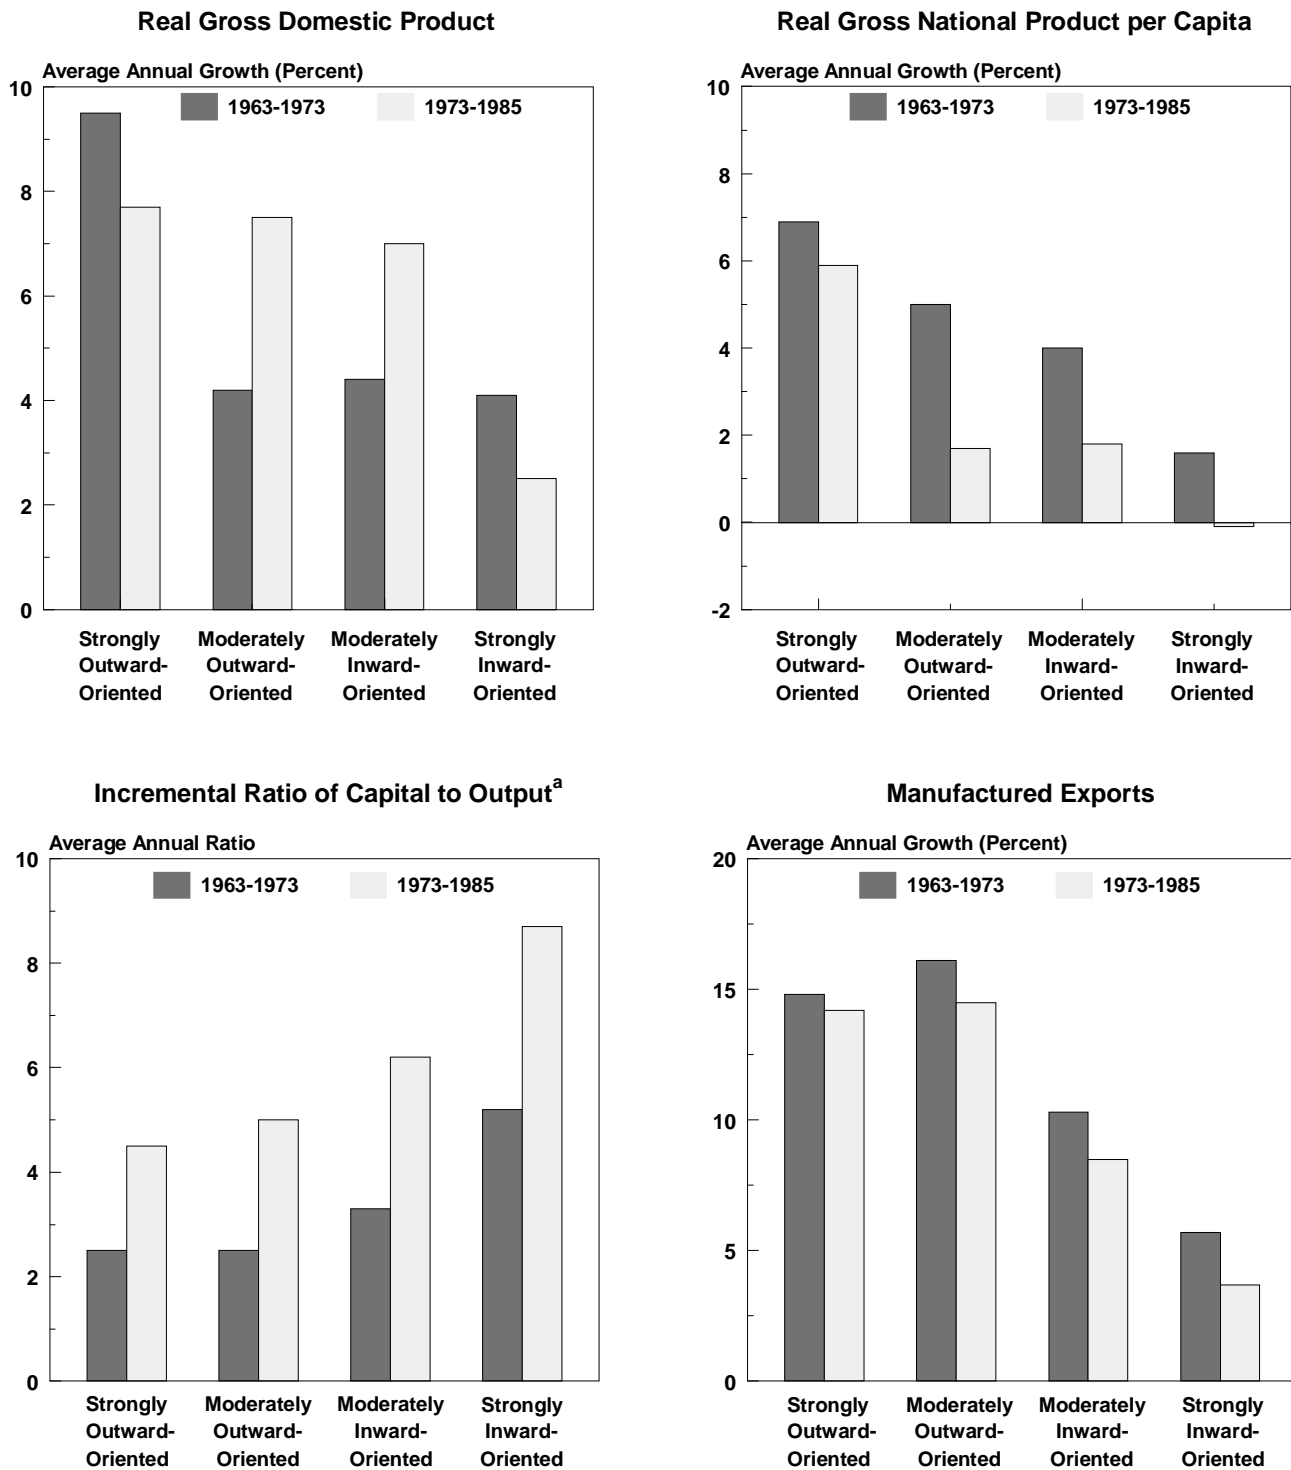 Real Gross Domestic Product
Average Annual Growth (Percent)
1963-1973
1973-1985
10
8
6
4
2
0
Strongly
Outward-
Oriented
Moderately
Outward-
Oriented
Moderately
Inward-
Oriented
Strongly
Inward-
Oriented
Real Gross National Product per Capita
Average Annual Growth (Percent)
1963-1973
1973-1985
10
8
6
4
2
0
-2
Strongly
Outward-
Oriented
Moderately
Outward-
Oriented
Moderately
Inward-
Oriented
Strongly
Inward-
Oriented
Incremental Ratio of Capital to Output^a
Average Annual Ratio
1963-1973
1973-1985
10
8
6
4
2
0
Strongly
Outward-
Oriented
Moderately
Outward-
Oriented
Moderately
Inward-
Oriented
Strongly
Inward-
Oriented
Manufactured Exports
Average Annual Growth (Percent)
1963-1973
1973-1985
20
15
10
5
0
Strongly
Outward-
Oriented
Moderately
Outward-
Oriented
Moderately
Inward-
Oriented
Strongly
Inward-
Oriented